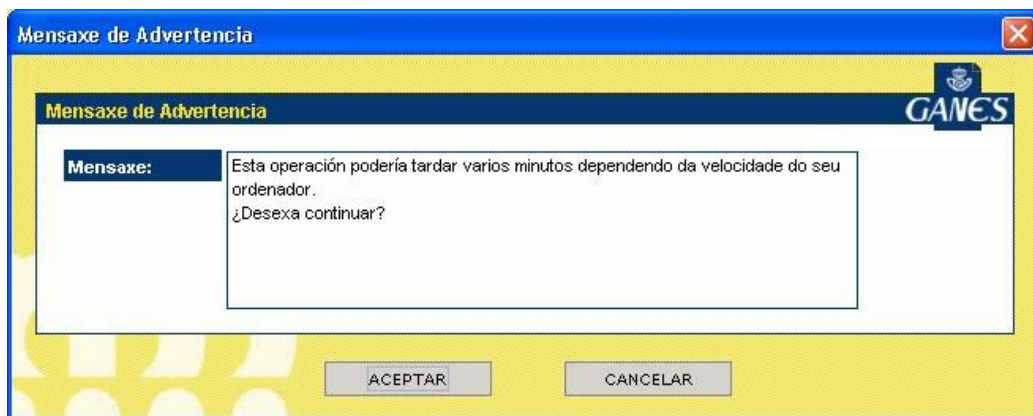 Mensaxe de Advertencia
GANES
Mensaxe de Advertencia
Mensaxe:
Esta operación podería tardar varios minutos dependendo da velocidade do seu
ordenador.
¿Desexa continuar?
ACEPTAR
CANCELAR